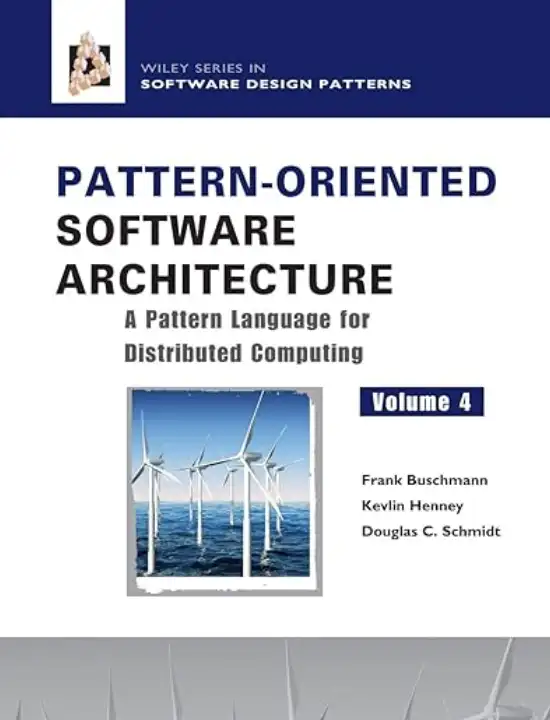 WILEY SERIES IN
SOFTWARE DESIGN PATTERNS
PATTERN-ORIENTED
SOFTWARE
ARCHITECTURE
A Pattern Language for
Distributed Computing
Volume 4
Frank Buschmann
Kevlin Henney
Douglas C. Schmidt